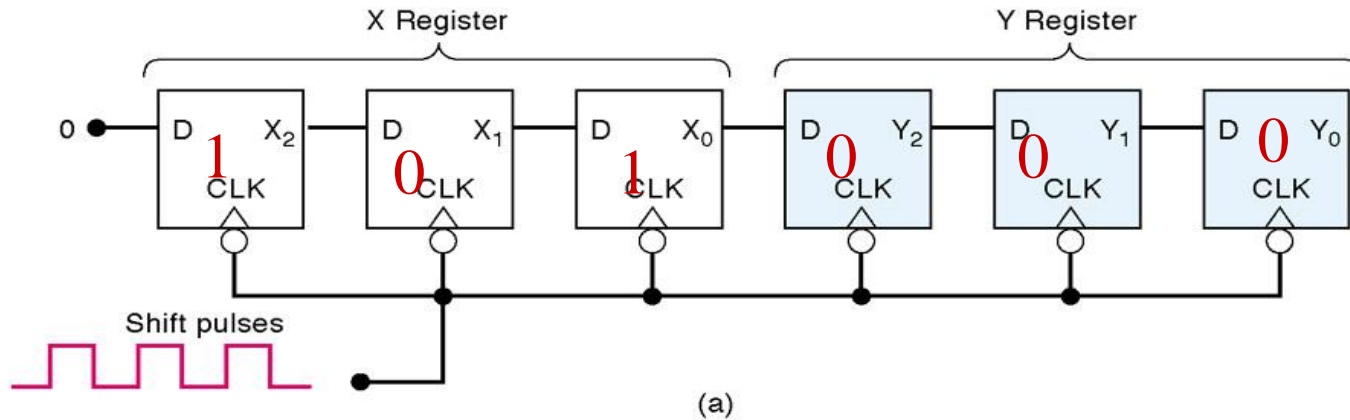 X Register Y Register
0 D X₂ D X₁ D X₀ D Y₂ D Y₁ D Y₀
1 0 1 0 0 0
CLK CLK CLK CLK CLK CLK
Shift pulses
(a)